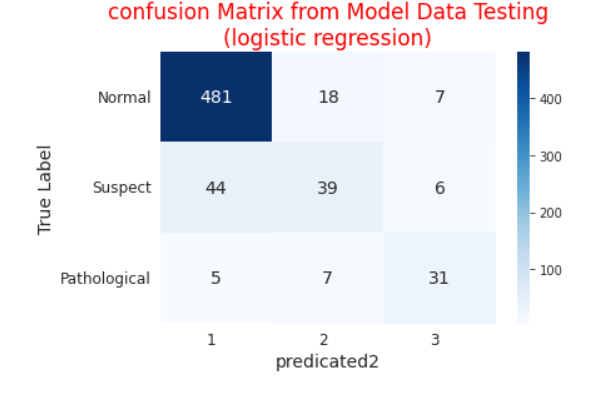 confusion Matrix from Model Data Testing
(logistic regression)
Normal 481 18 7
Suspect 44 39 6
Pathological 5 7 31
1 2 3
predicated2
True Label
400
300
200
100